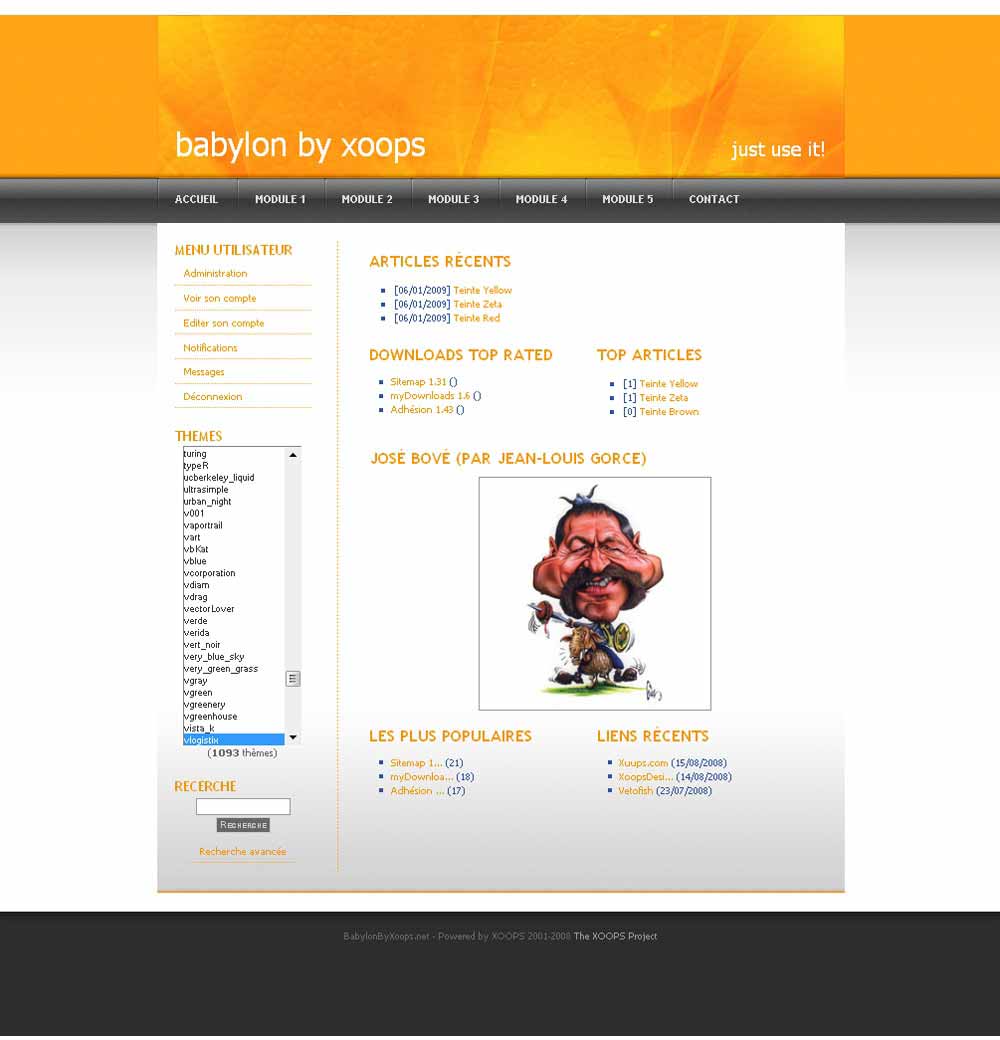 babylon by xoops
just use it!
ACCUEIL MODULE 1 MODULE 2 MODULE 3 MODULE 4 MODULE 5 CONTACT
MENU UTILISATEUR
Administration
Voir son compte
Editer son compte
Notifications
Messages
Déconnexion
THEMES
turing
typeR
ucberkeley_liquid
ultrasimple
urban_night
v001
vaportrail
vart
vbKat
vblue
vcorporation
vdiam
vdrag
vectorLover
verde
verida
vert_noir
very_blue_sky
very_green_grass
vgray
vgreen
vgreenery
vgreenhouse
vista_k
vlogistix
(1093 thèmes)
RECERCHE
RECHERCHE
Recherche avancée
ARTICLES RÉCENTS
[06/01/2009] Teinte Yellow
[06/01/2009] Teinte Zeta
[06/01/2009] Teinte Red
DOWNLOADS TOP RATED
Sitemap 1.31 ()
myDownloads 1.6 ()
Adhésion 1.43 ()
TOP ARTICLES
[1] Teinte Yellow
[1] Teinte Zeta
[0] Teinte Brown
JOSÉ BOVÉ (PAR JEAN-LOUIS GORCE)
LES PLUS POPULAIRES
Sitemap 1... (21)
myDownloa... (18)
Adhésion ... (17)
LIENS RÉCENTS
Xuups.com (15/08/2008)
XoopsDesi... (14/08/2008)
Vetofish (23/07/2008)
BabylonByXoops.net - Powered by XOOPS 2001-2008 The XOOPS Project